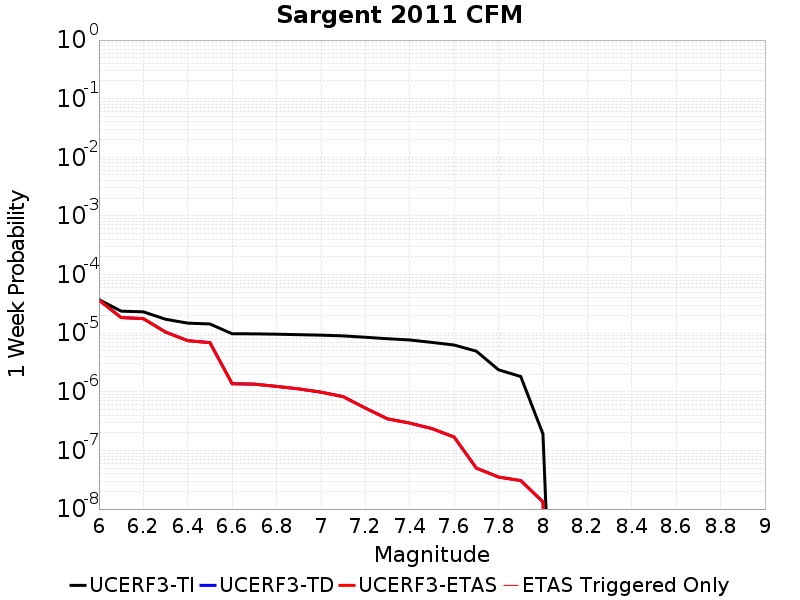 Sargent 2011 CFM
10^0
10^-1
10^-2
10^-3
10^-4
10^-5
10^-6
10^-7
10^-8
1 Week Probability
6 6.2 6.4 6.6 6.8 7 7.2 7.4 7.6 7.8 8 8.2 8.4 8.6 8.8 9
Magnitude
UCERF3-TI UCERF3-TD UCERF3-ETAS ETAS Triggered Only